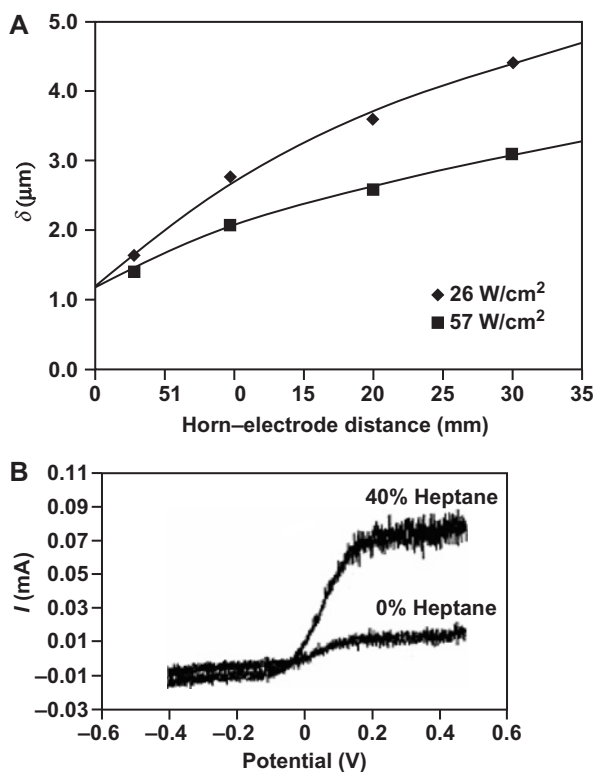 A
5.0
4.0
3.0
2.0
1.0
0.0
δ (μm)
26 W/cm²
57 W/cm²
0 51 0 15 20 25 30 35
Horn–electrode distance (mm)
B
0.11
0.09
0.07
0.05
0.03
0.01
–0.01
–0.03
I (mA)
40% Heptane
0% Heptane
–0.6 –0.4 –0.2 0 0.2 0.4 0.6
Potential (V)